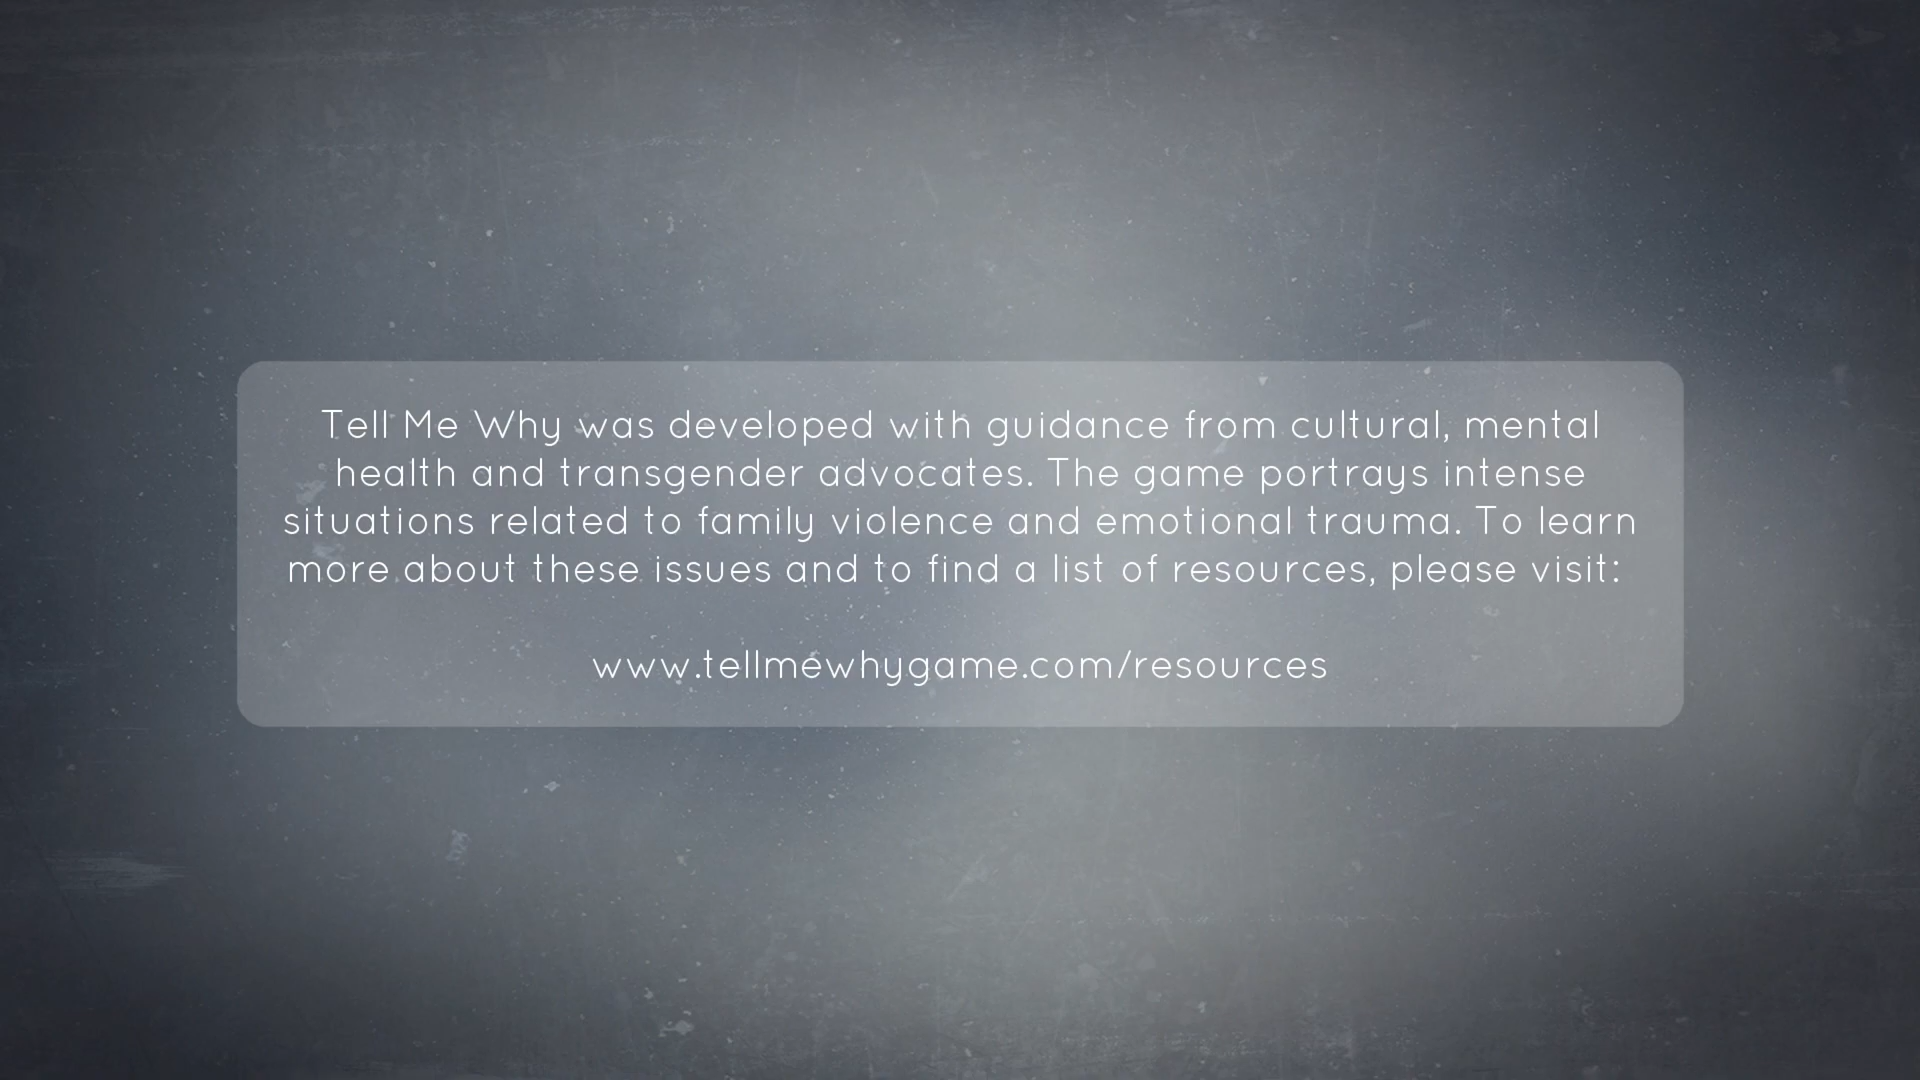 Tell Me Why was developed with guidance from cultural, mental
health and transgender advocates. The game portrays intense
situations related to family violence and emotional trauma. To learn
more about these issues and to find a list of resources, please visit:
www.tellmewhygame.com/resources